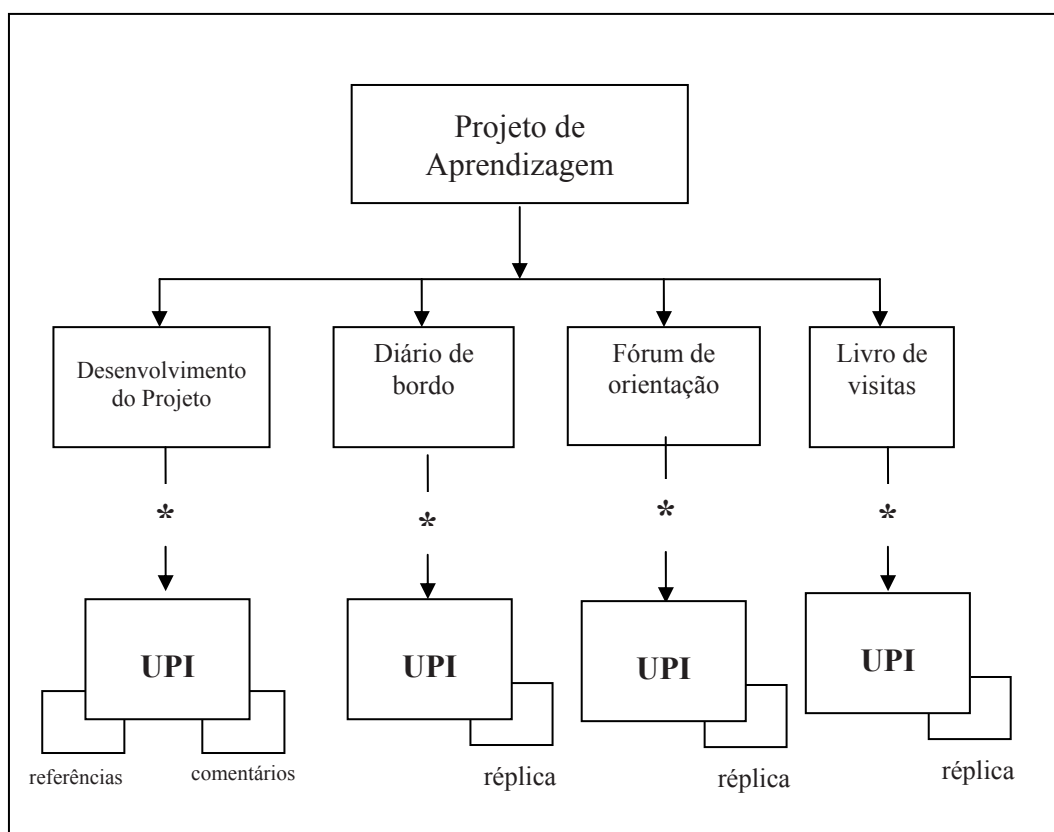 Projeto de
Aprendizagem
Desenvolvimento
do Projeto
Diário de
bordo
Fórum de
orientação
Livro de
visitas
*
*
*
*
UPI
UPI
UPI
UPI
referências
comentários
réplica
réplica
réplica